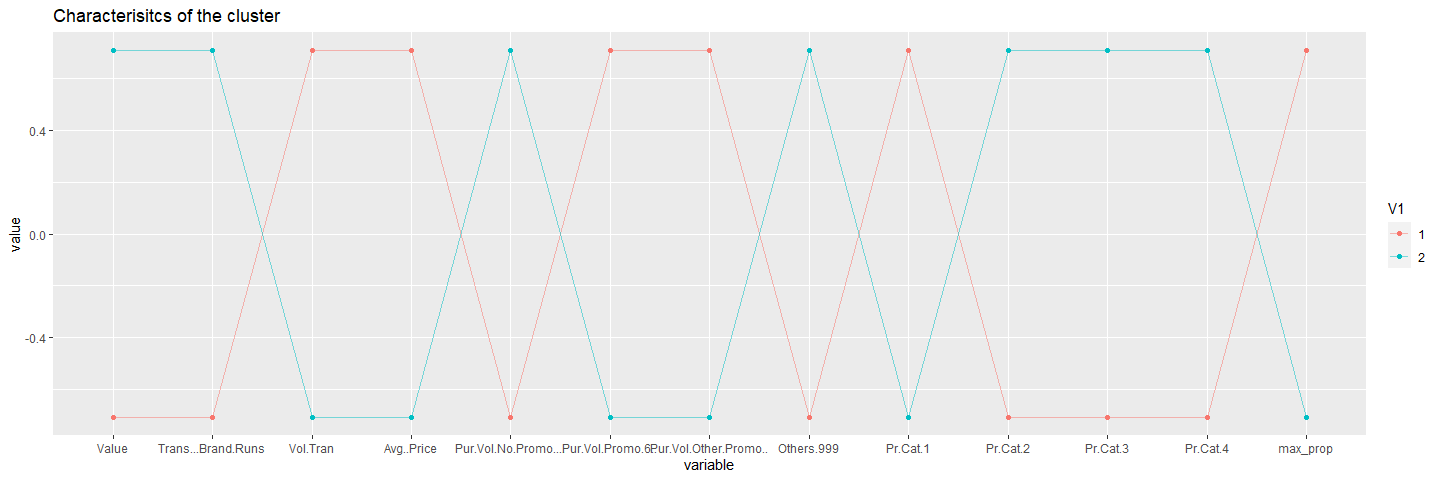 Characterisitcs of the cluster
value
0.4
0.0
-0.4
Value Trans...Brand.Runs Vol.Tran Avg..Price Pur.Vol.No.Promo... Pur.Vol.Promo.6.. Pur.Vol.Other.Promo.. Others.999 Pr.Cat.1 Pr.Cat.2 Pr.Cat.3 Pr.Cat.4 max_prop
variable
V1
1
2